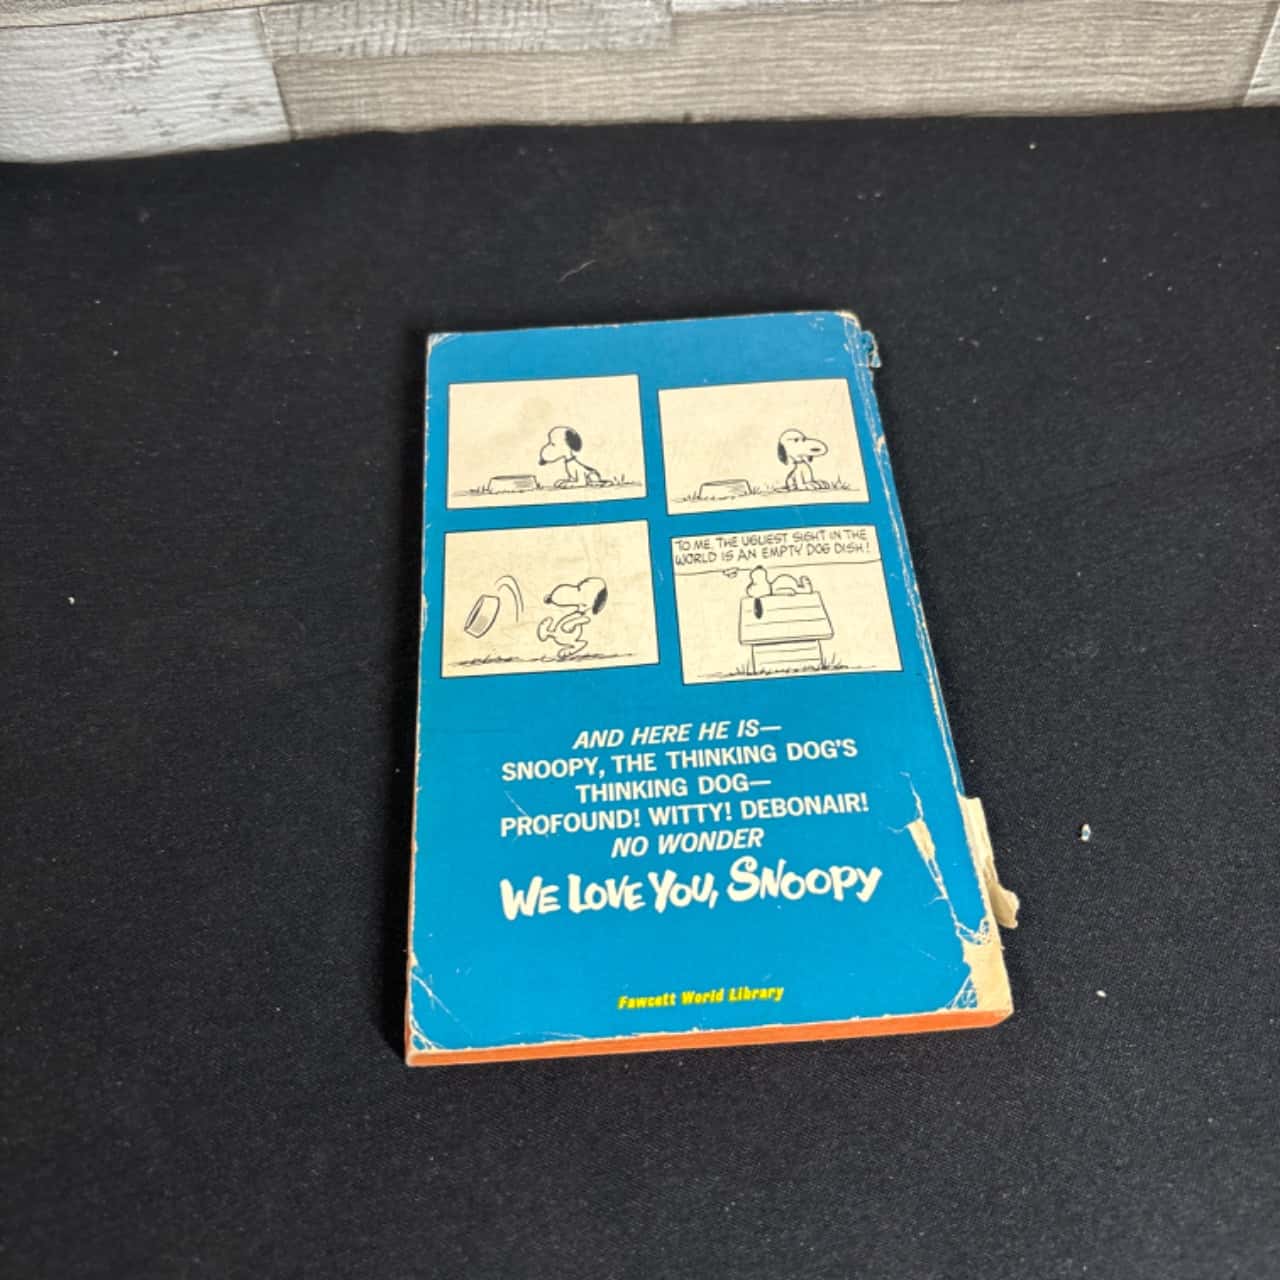 TO ME, THE UGLIEST SIGHT IN THE
WORLD IS AN EMPTY DOG DISH!
AND HERE HE IS—
SNOOPY, THE THINKING DOG'S
THINKING DOG—
PROFOUND! WITTY! DEBONAIR!
NO WONDER
WE LOVE YOU, SNOOPY
Fawcett World Library